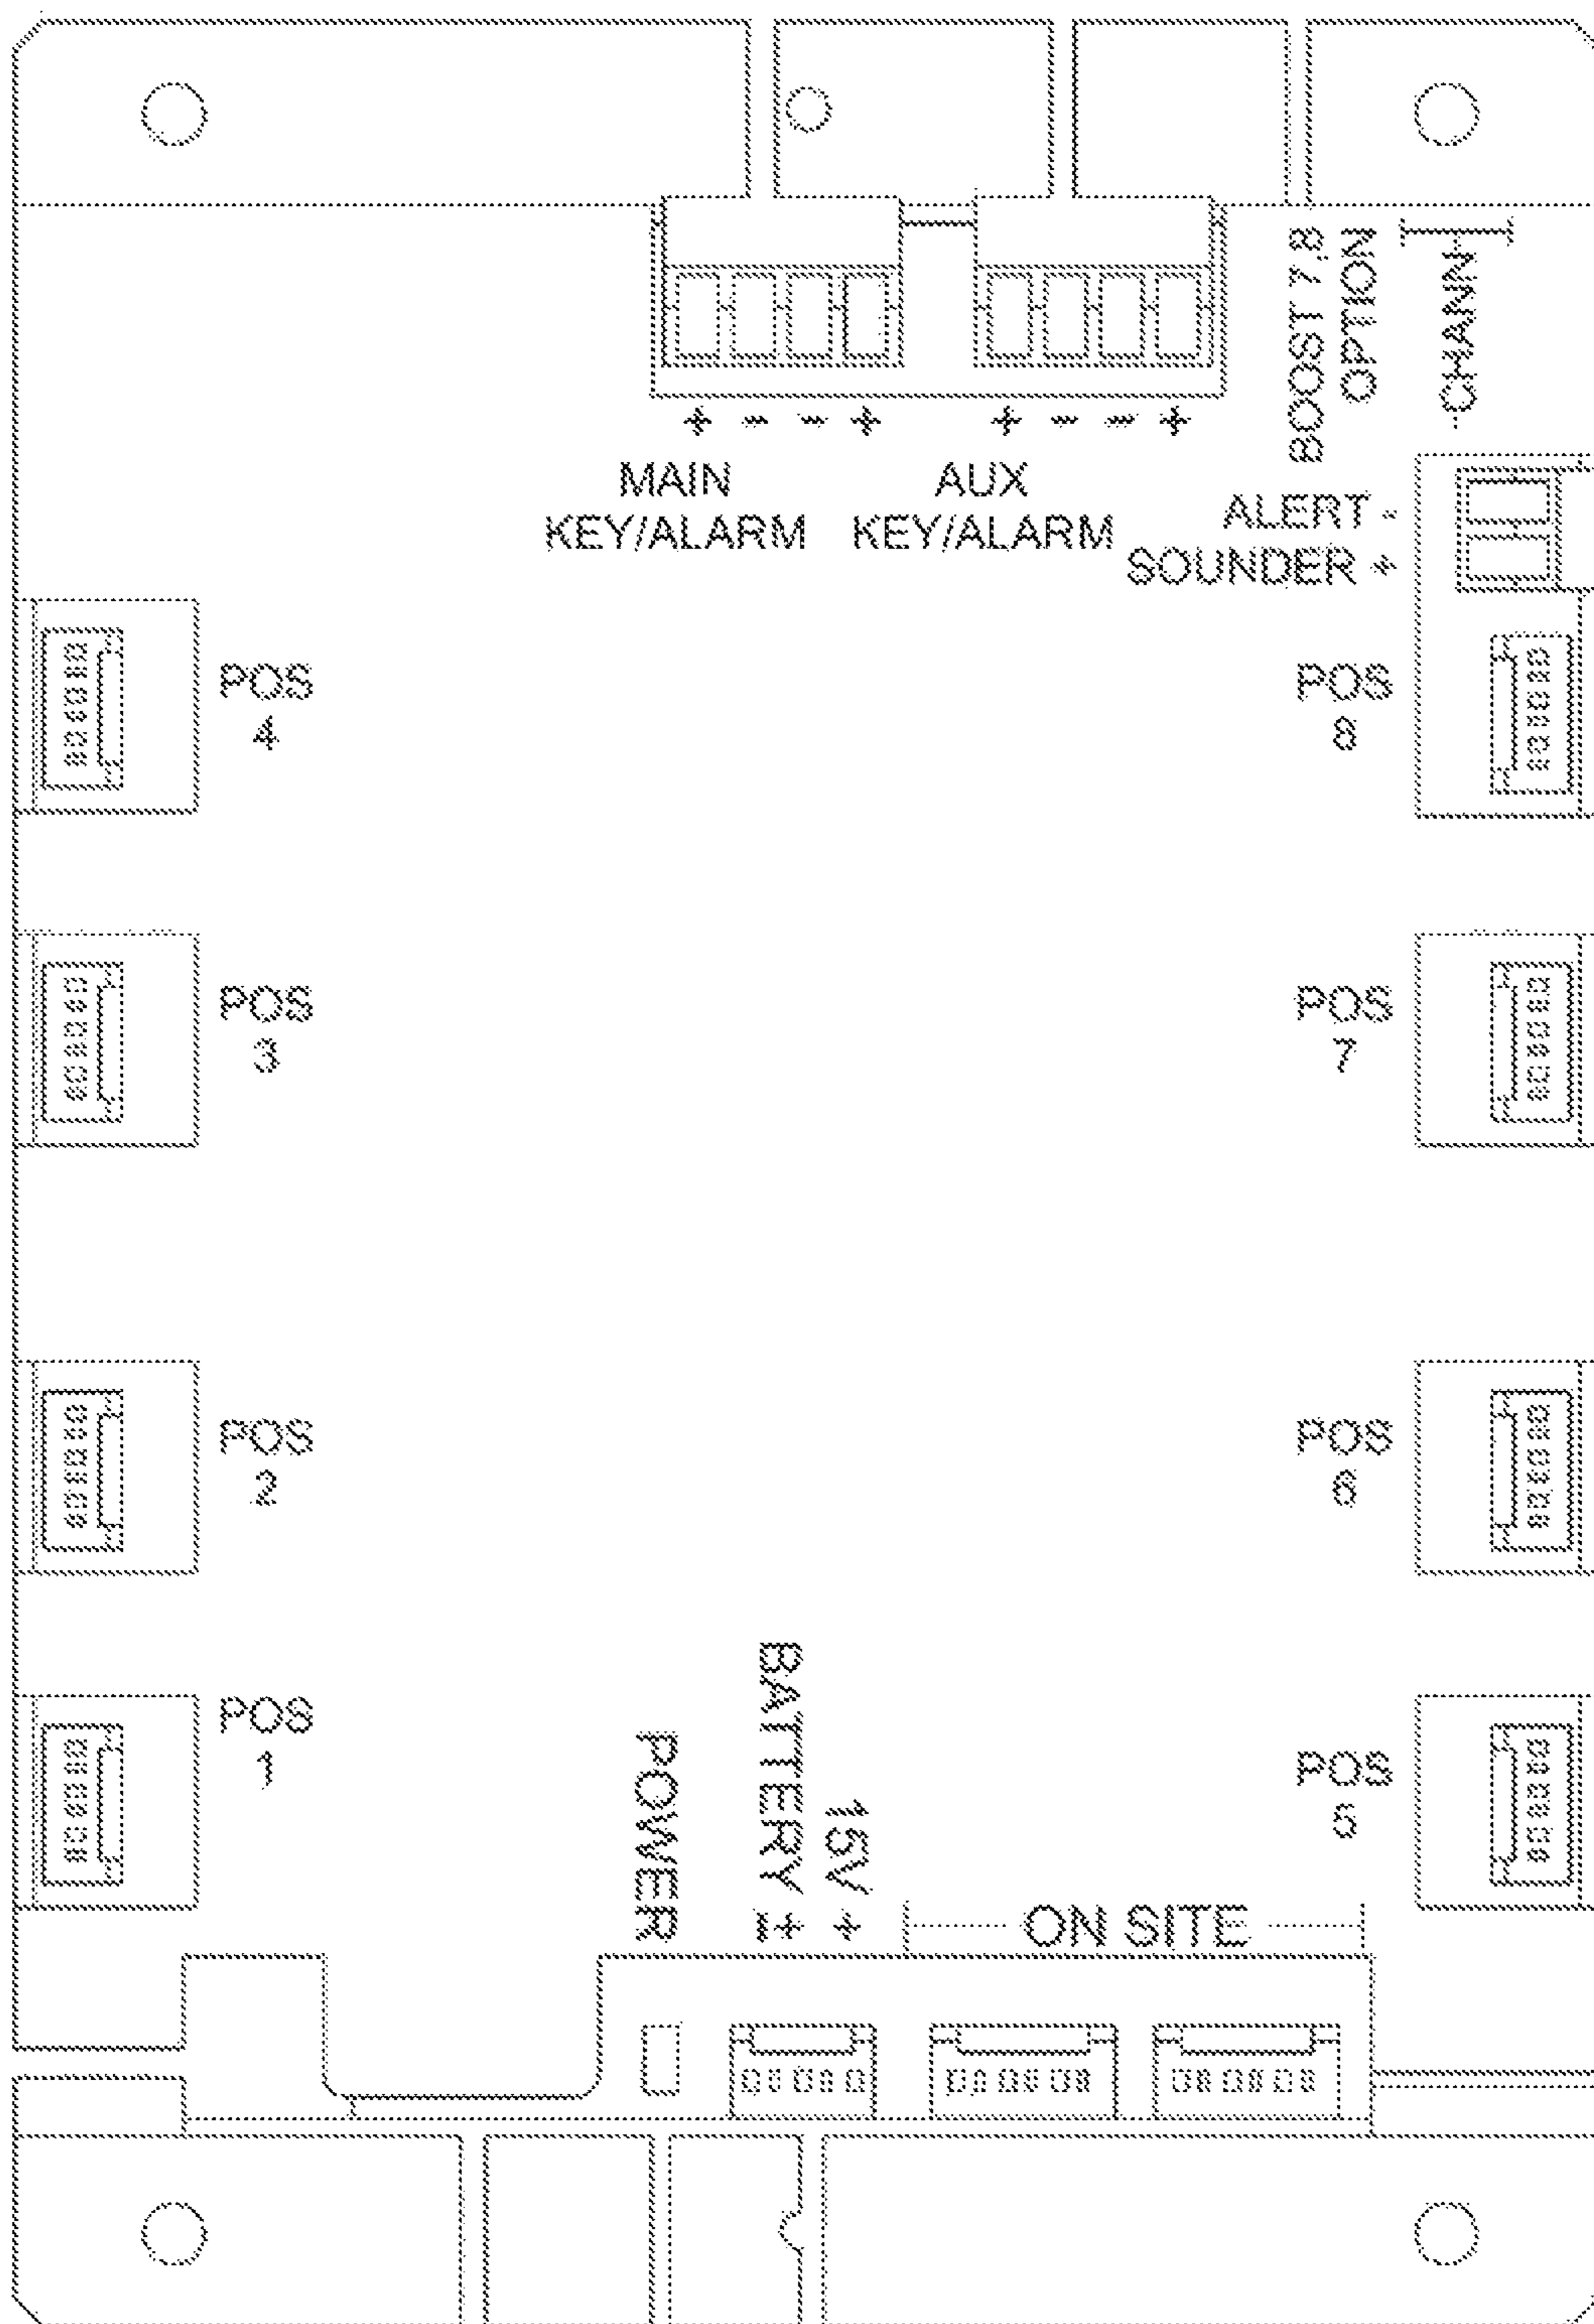 BOOST 7,8
OPTION
CHANN
+ - - + + - - +
MAIN
KEY/ALARM
AUX
KEY/ALARM
ALERT -
SOUNDER +
POS
4
POS
8
POS
3
POS
7
POS
2
POS
6
POS
1
POS
5
POWER
BATTERY ±
15V +
ON SITE